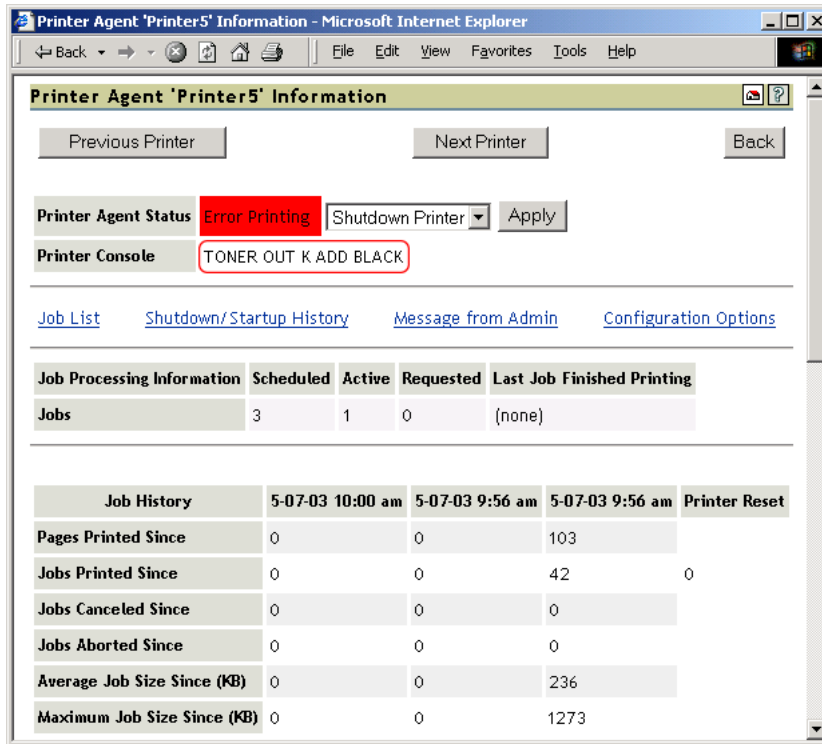 Printer Agent 'Printer5' Information - Microsoft Internet Explorer
Back File Edit View Favorites Tools Help
Printer Agent 'Printer5' Information ?
Previous Printer Next Printer Back
Printer Agent Status Error Printing Shutdown Printer Apply
Printer Console TONER OUT K ADD BLACK
Job List Shutdown/Startup History Message from Admin Configuration Options
Job Processing Information Scheduled Active Requested Last Job Finished Printing
Jobs 3 1 0 (none)
Job History 5-07-03 10:00 am 5-07-03 9:56 am 5-07-03 9:56 am Printer Reset
Pages Printed Since 0 0 103
Jobs Printed Since 0 0 42 0
Jobs Canceled Since 0 0 0
Jobs Aborted Since 0 0 0
Average Job Size Since (KB) 0 0 236
Maximum Job Size Since (KB) 0 0 1273